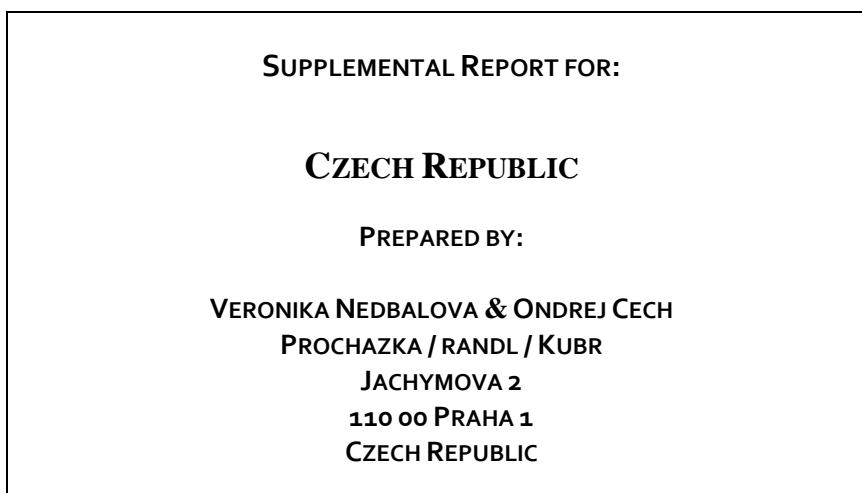 SUPPLEMENTAL REPORT FOR:
CZECH REPUBLIC
PREPARED BY:
VERONIKA NEDBALOVA & ONDREJ CECH
PROCHAZKA / RANDL / KUBR
JACHYMOVA 2
110 00 PRAHA 1
CZECH REPUBLIC